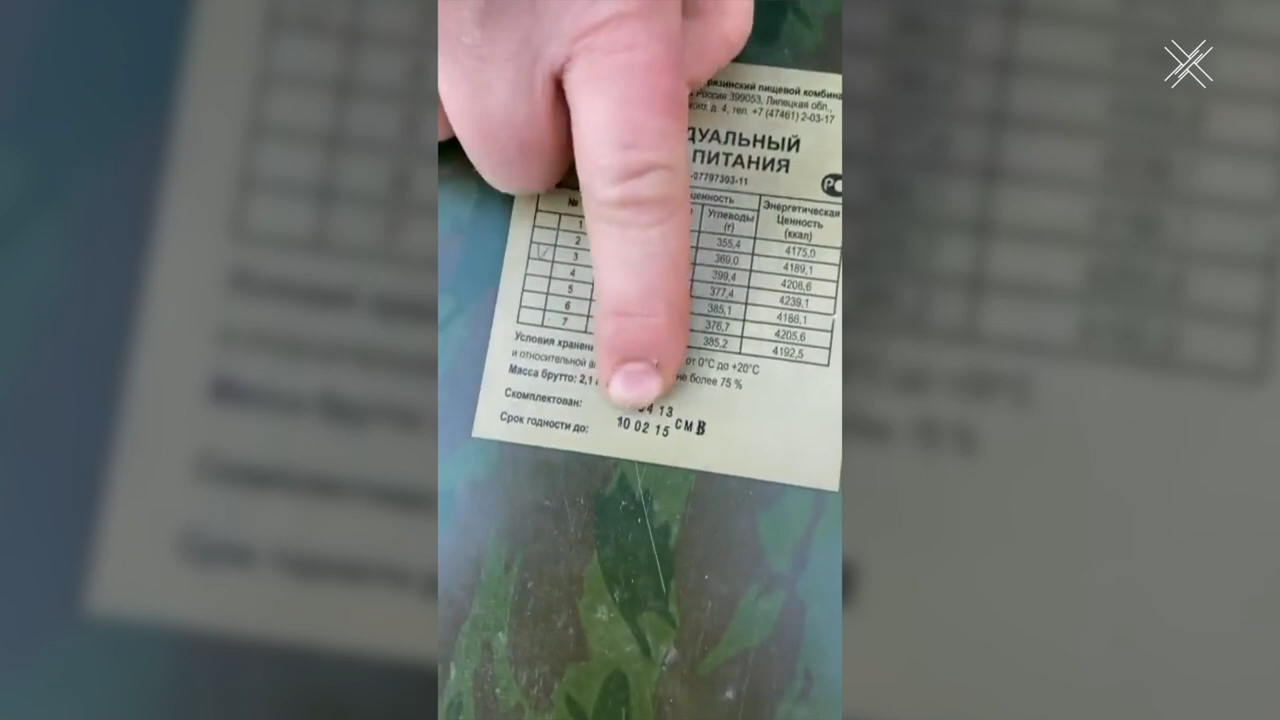 рязинский пищевой комбина
Россия 399053, Липецкая обл.,
д. 4, тел. +7 (47461) 2-03-17
ДУАЛЬНЫЙ
ПИТАНИЯ
-07797303-11
РС
№
ценность
Углеводы
(г)
Энергетическая
Ценность
(ккал)
1 355,4 4175,0
2 369,0 4189,1
3 399,4 4208,6
4 377,4 4239,1
5 385,1 4186,1
6 376,7 4205,6
7 385,2 4192,5
Условия хранен от 0°С до +20°С
и относительной не более 75 %
Масса брутто: 2,1
Скомплектован: 04 13
Срок годности до: 10 02 15 СМВ